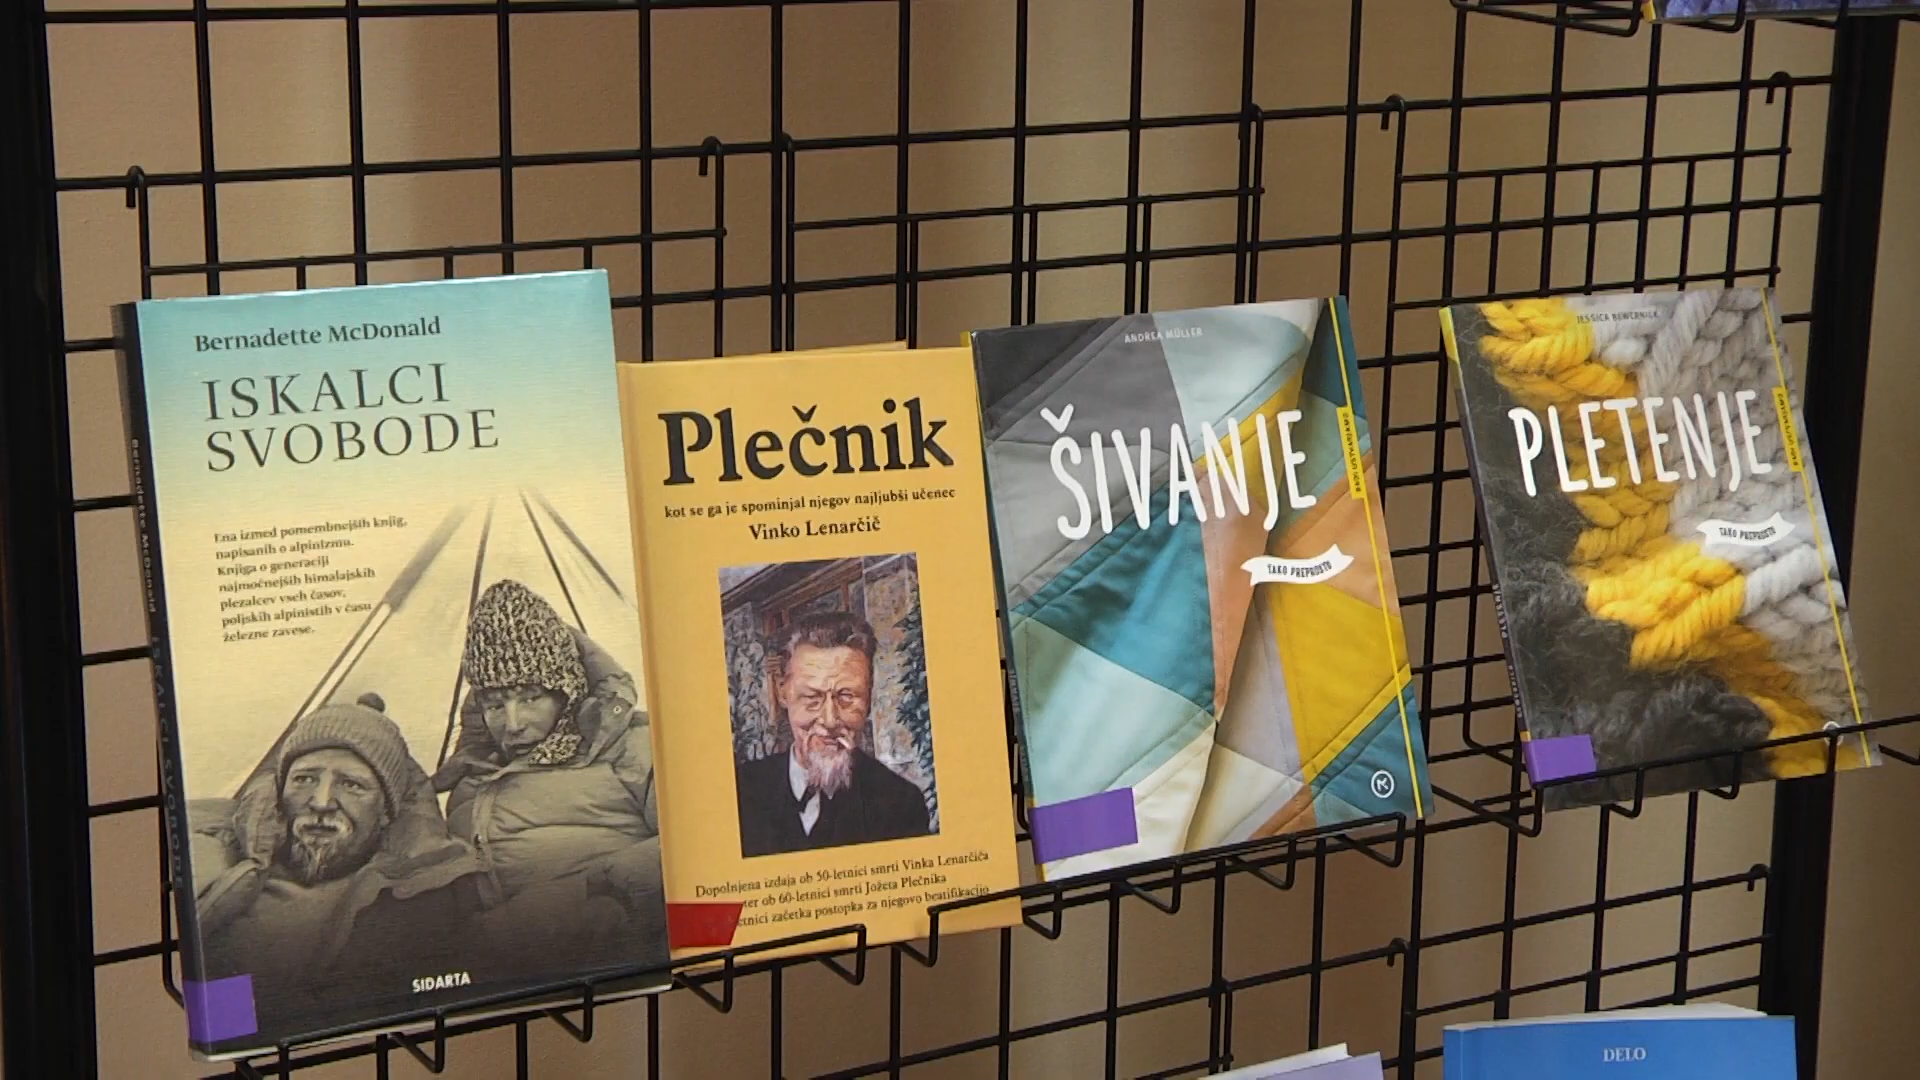 Bernadette McDonald
ISKALCI
SVOBODE
Ena izmed pomembnejših knjig,
napisanih o alpinizmu.
Knjiga o generaciji
najmočnejših himalajskih
plezalcev vseh časov,
poljskih alpinistih v času
železne zavese.
SIDARTA
Bernadette McDonald ISKALCI SVOBODE
Plečnik
kot se ga je spominjal njegov najljubši učenec
Vinko Lenarčič
Dopolnjena izdaja ob 50-letnici smrti Vinka Lenarčiča
ter ob 60-letnici smrti Jožeta Plečnika
etnici začetka postopka za njegovo beatifikacijo
ANDREA MÜLLER
ŠIVANJE
TAKO PREPROSTO
JESSICA BEWERNICK
PLETENJE
TAKO PREPROSTO
DELO